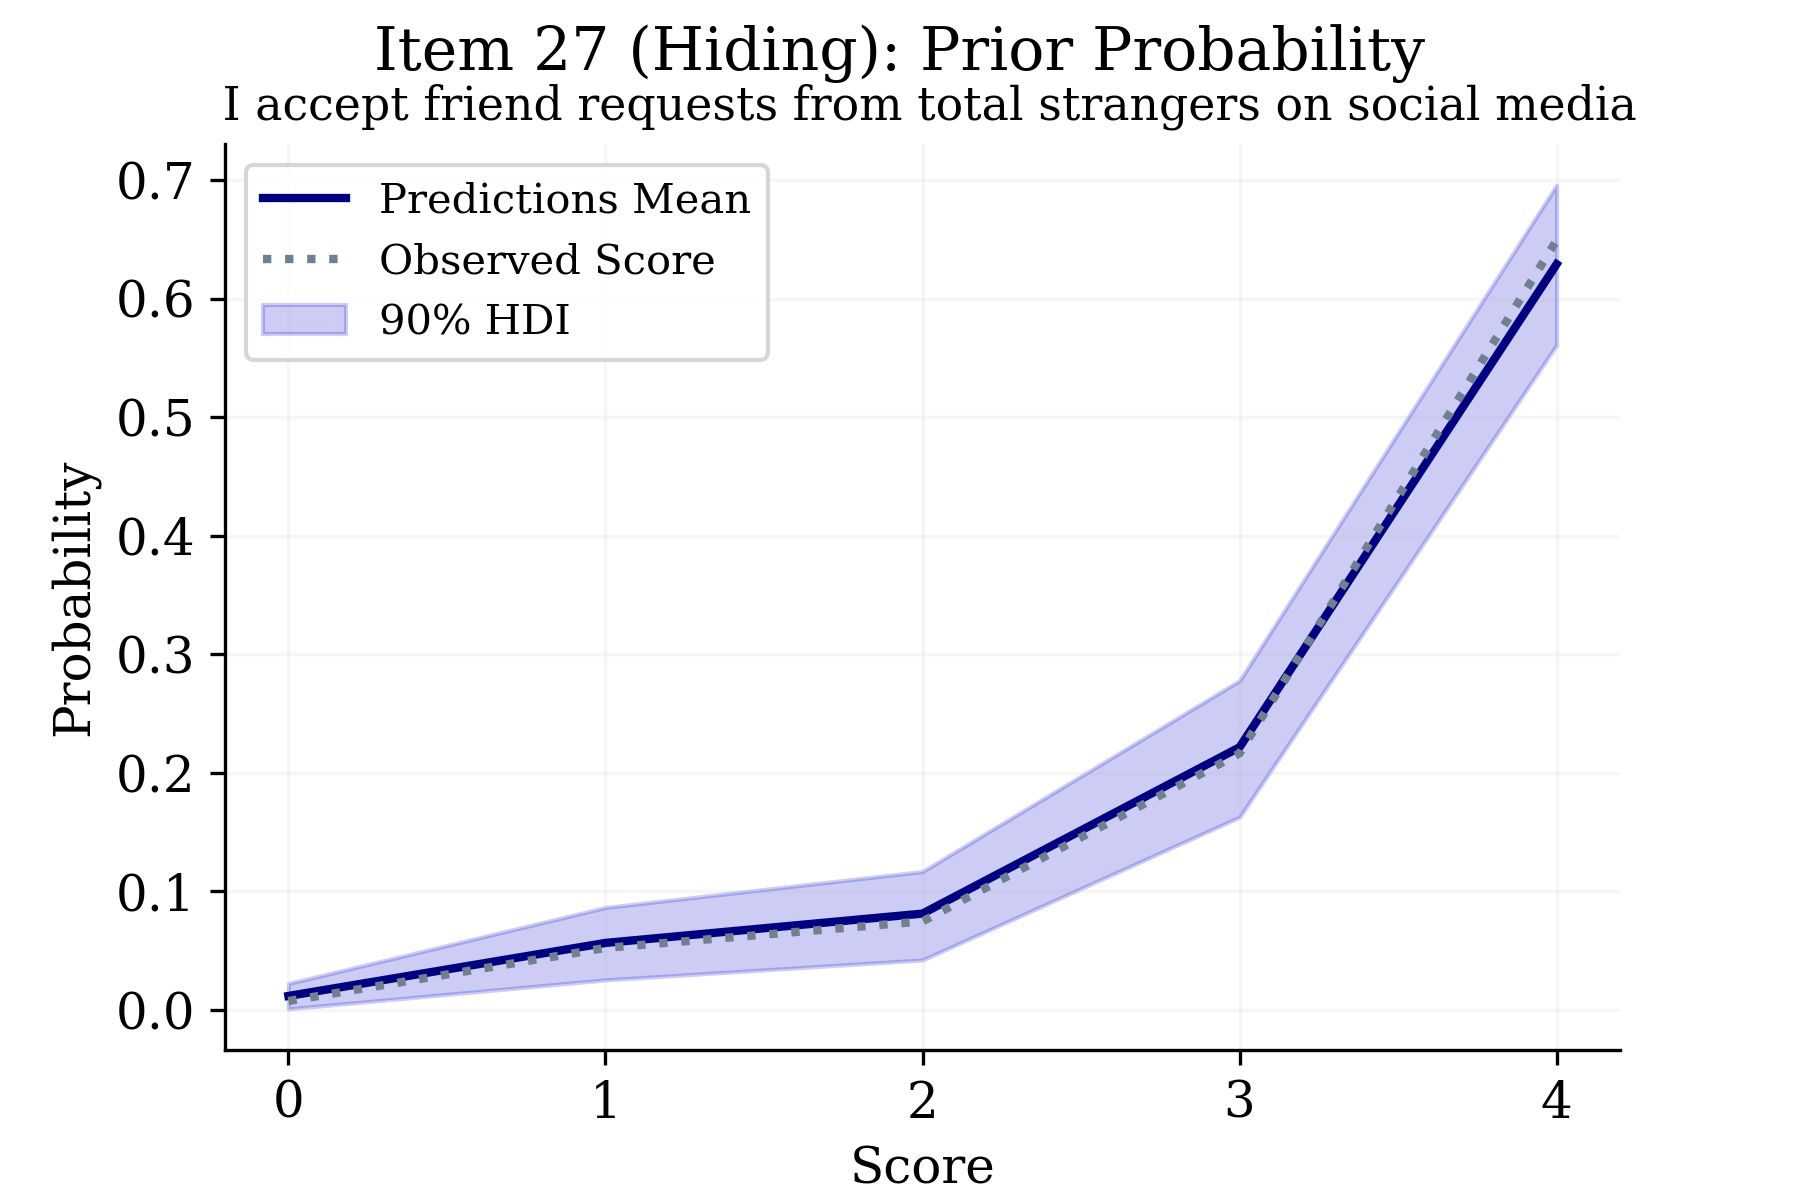 Item 27 (Hiding): Prior Probability
I accept friend requests from total strangers on social media
Predictions Mean
Observed Score
90% HDI
0.7
0.6
0.5
0.4
0.3
0.2
0.1
0.0
Probability
0 1 2 3 4
Score